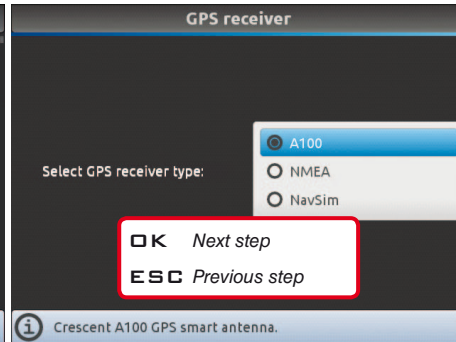 GPS receiver
A100
Select GPS receiver type:
NMEA
NavSim
OK Next step
ESC Previous step
Crescent A100 GPS smart antenna.